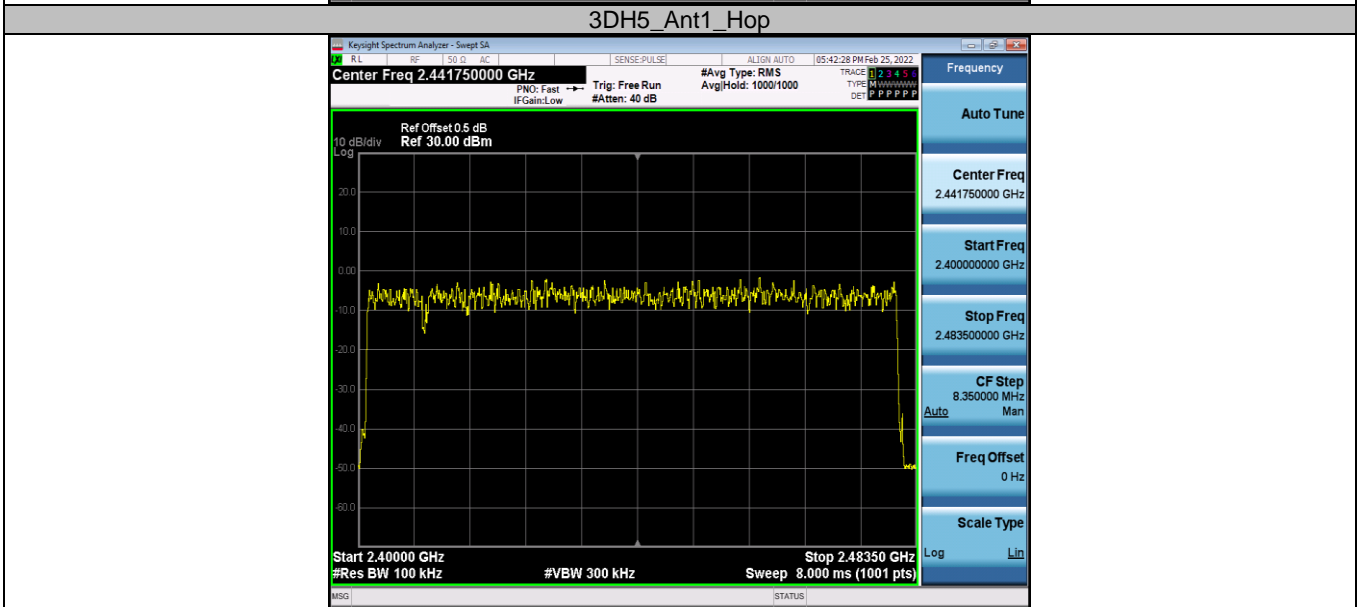 3DH5_Ant1_Hop
Keysight Spectrum Analyzer - Swept SA
RL RF 50 Ω AC SENSE:PULSE ALIGN AUTO 05:42:28 PM Feb 25, 2022
Center Freq 2.441750000 GHz
PNO: Fast
IFGain:Low
Trig: Free Run
#Atten: 40 dB
#Avg Type: RMS
Avg|Hold: 1000/1000
TRACE 1 2 3 4 5 6
TYPE M W W W W W
DET P P P P P P
Ref Offset 0.5 dB
10 dB/div Ref 30.00 dBm
Log
20.0
10.0
0.00
-10.0
-20.0
-30.0
-40.0
-50.0
-60.0
Start 2.40000 GHz Stop 2.48350 GHz
#Res BW 100 kHz #VBW 300 kHz Sweep 8.000 ms (1001 pts)
MSG STATUS
Frequency
Auto Tune
Center Freq
2.441750000 GHz
Start Freq
2.400000000 GHz
Stop Freq
2.483500000 GHz
CF Step
8.350000 MHz
Auto Man
Freq Offset
0 Hz
Scale Type
Log Lin